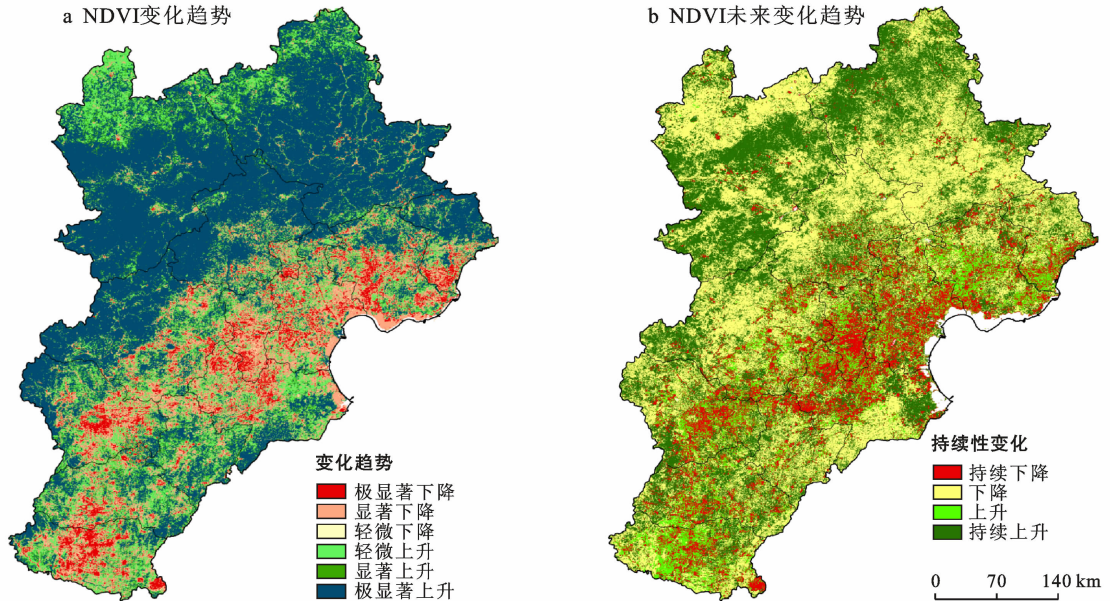 a NDVI变化趋势
变化趋势
极显著下降
显著下降
轻微下降
轻微上升
显著上升
极显著上升
b NDVI未来变化趋势
持续性变化
持续下降
下降
上升
持续上升
0 70 140 km